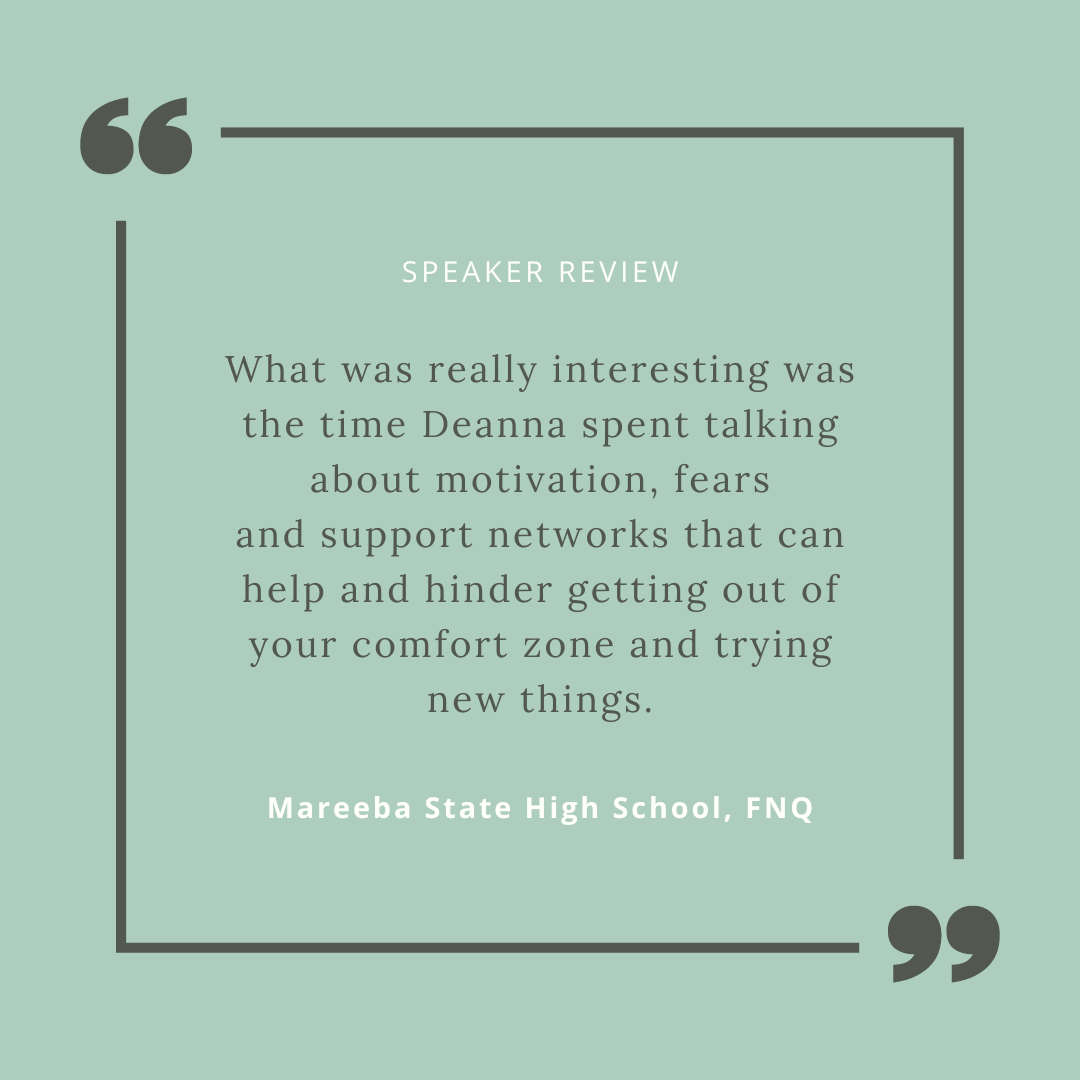 SPEAKER REVIEW
What was really interesting was
the time Deanna spent talking
about motivation, fears
and support networks that can
help and hinder getting out of
your comfort zone and trying
new things.
Mareeba State High School, FNQ